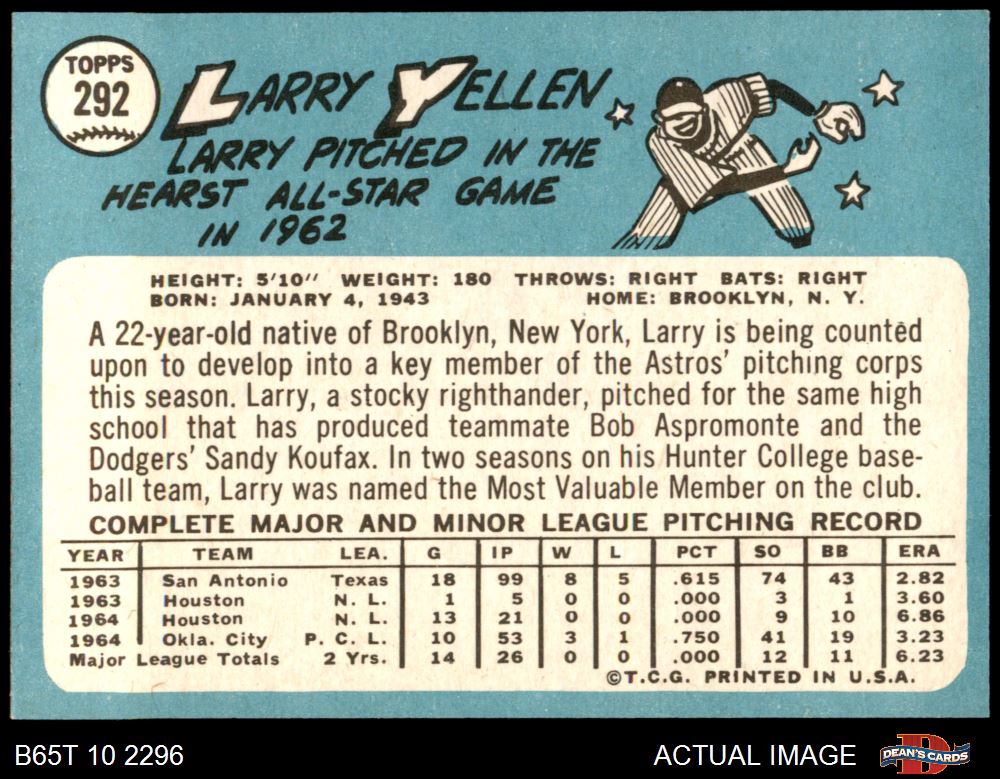 TOPPS
292
LARRY YELLEN
LARRY PITCHED IN THE
HEARST ALL-STAR GAME
IN 1962
HEIGHT: 5'10" WEIGHT: 180 THROWS: RIGHT BATS: RIGHT
BORN: JANUARY 4, 1943 HOME: BROOKLYN, N. Y.
A 22-year-old native of Brooklyn, New York, Larry is being counted
upon to develop into a key member of the Astros' pitching corps
this season. Larry, a stocky righthander, pitched for the same high
school that has produced teammate Bob Aspromonte and the
Dodgers' Sandy Koufax. In two seasons on his Hunter College base-
ball team, Larry was named the Most Valuable Member on the club.
COMPLETE MAJOR AND MINOR LEAGUE PITCHING RECORD
YEAR TEAM LEA. G IP W L PCT SO BB ERA
1963 San Antonio Texas 18 99 8 5 .615 74 43 2.82
1963 Houston N. L. 1 5 0 0 .000 3 1 3.60
1964 Houston N. L. 13 21 0 0 .000 9 10 6.86
1964 Okla. City P. C. L. 10 53 3 1 .750 41 19 3.23
Major League Totals 2 Yrs. 14 26 0 0 .000 12 11 6.23
©T.C.G. PRINTED IN U.S.A.
B65T 10 2296 ACTUAL IMAGE DEAN'S CARDS